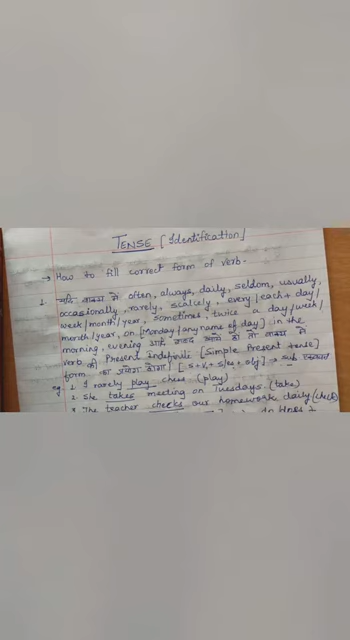 TENSE [Identification]
→ How to fill correct form of verb.
1. यदि वाक्य में often, always, daily, seldom, usually,
occasionally, rarely, scalcely, every/each + day/
week/month/year, sometimes, twice a day/week/
month/year, on [Monday/any name of day] in the
morning, evening आदि शब्द आये हो तो वाक्य में
verb की Present indefinite [Simple Present tense]
form का प्रयोग होगा। [S+V1+s/es+obj] → sub
eg. 1. I rarely play chess. (play)
2. She takes meeting on Tuesdays. (take)
3. The teacher checks our homework daily (check)